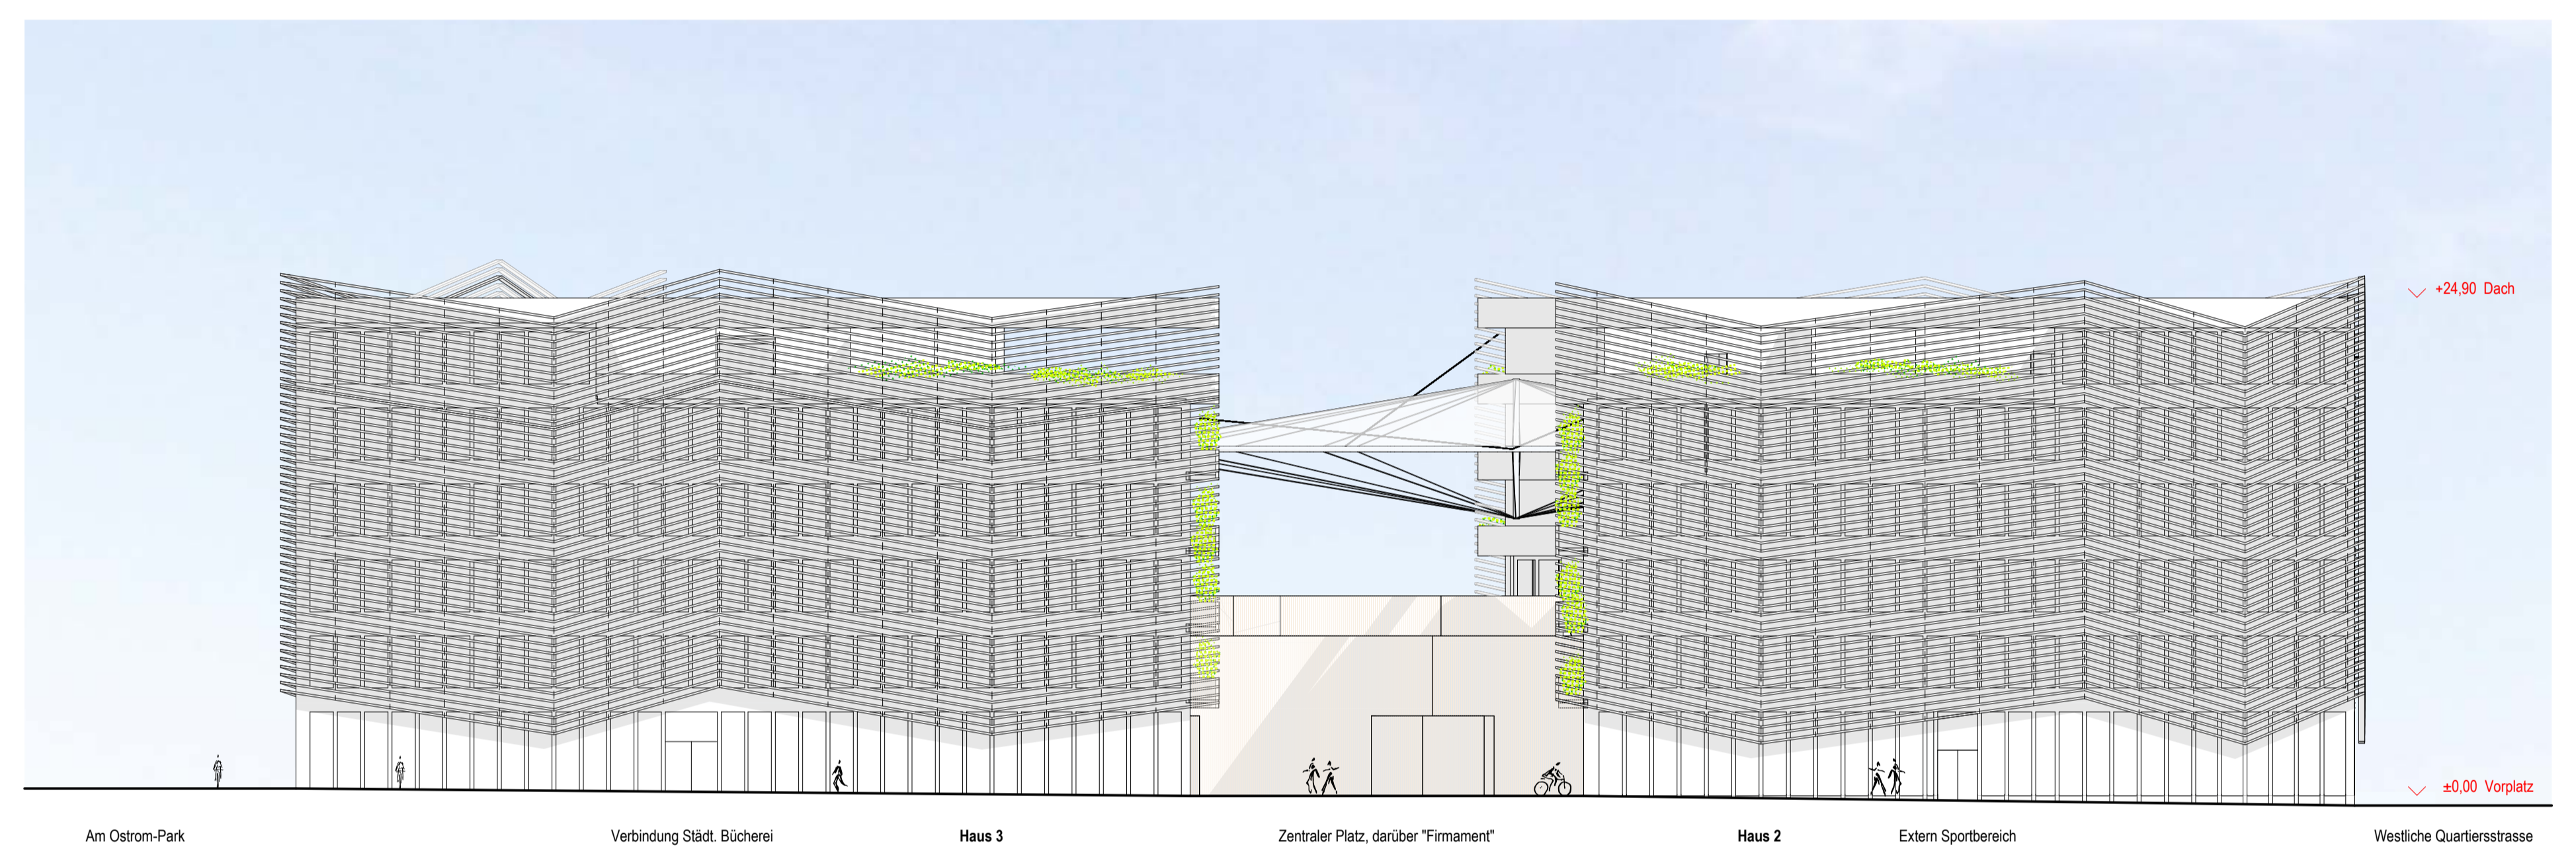 +24,90 Dach
±0,00 Vorplatz
Am Ostrom-Park
Verbindung Städt. Bücherei
Haus 3
Zentraler Platz, darüber "Firmament"
Haus 2
Extern Sportbereich
Westliche Quartiersstrasse